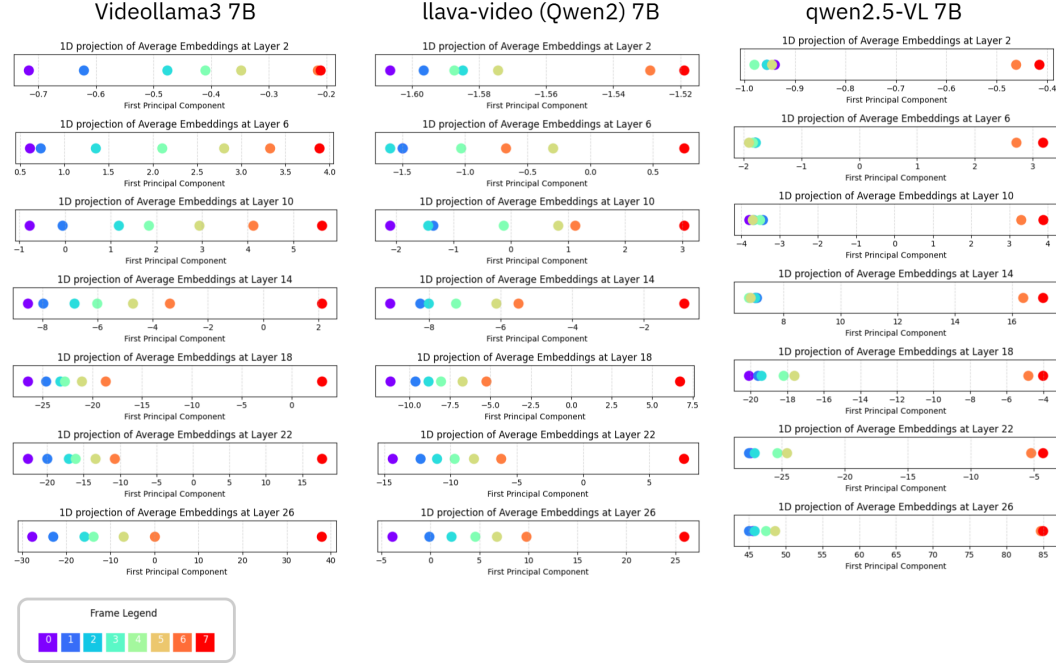 Videollama3 7B
1D projection of Average Embeddings at Layer 2
−0.7 −0.6 −0.5 −0.4 −0.3 −0.2
First Principal Component
1D projection of Average Embeddings at Layer 6
0.5 1.0 1.5 2.0 2.5 3.0 3.5 4.0
First Principal Component
1D projection of Average Embeddings at Layer 10
−1 0 1 2 3 4 5
First Principal Component
1D projection of Average Embeddings at Layer 14
−8 −6 −4 −2 0 2
First Principal Component
1D projection of Average Embeddings at Layer 18
−25 −20 −15 −10 −5 0
First Principal Component
1D projection of Average Embeddings at Layer 22
−20 −15 −10 −5 0 5 10 15
First Principal Component
1D projection of Average Embeddings at Layer 26
−30 −20 −10 0 10 20 30 40
First Principal Component
llava-video (Qwen2) 7B
1D projection of Average Embeddings at Layer 2
−1.60 −1.58 −1.56 −1.54 −1.52
First Principal Component
1D projection of Average Embeddings at Layer 6
−1.5 −1.0 −0.5 0.0 0.5
First Principal Component
1D projection of Average Embeddings at Layer 10
−2 −1 0 1 2 3
First Principal Component
1D projection of Average Embeddings at Layer 14
−8 −6 −4 −2
First Principal Component
1D projection of Average Embeddings at Layer 18
−10.0 −7.5 −5.0 −2.5 0.0 2.5 5.0 7.5
First Principal Component
1D projection of Average Embeddings at Layer 22
−15 −10 −5 0 5
First Principal Component
1D projection of Average Embeddings at Layer 26
−5 0 5 10 15 20 25
First Principal Component
qwen2.5-VL 7B
1D projection of Average Embeddings at Layer 2
−1.0 −0.9 −0.8 −0.7 −0.6 −0.5 −0.4
First Principal Component
1D projection of Average Embeddings at Layer 6
−2 −1 0 1 2 3
First Principal Component
1D projection of Average Embeddings at Layer 10
−4 −3 −2 −1 0 1 2 3 4
First Principal Component
1D projection of Average Embeddings at Layer 14
8 10 12 14 16
First Principal Component
1D projection of Average Embeddings at Layer 18
−20 −18 −16 −14 −12 −10 −8 −6 −4
First Principal Component
1D projection of Average Embeddings at Layer 22
−25 −20 −15 −10 −5
First Principal Component
1D projection of Average Embeddings at Layer 26
45 50 55 60 65 70 75 80 85
First Principal Component
Frame Legend
0 1 2 3 4 5 6 7